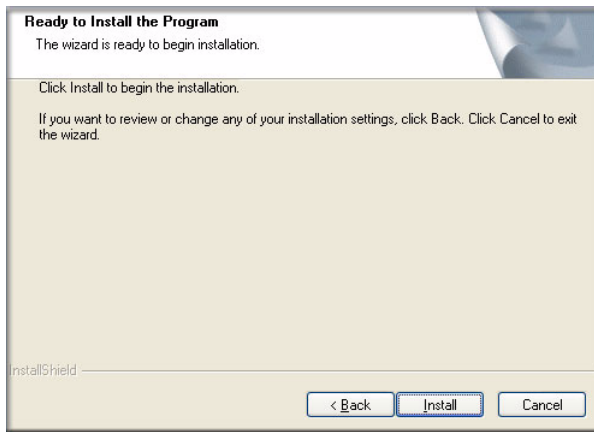 Ready to Install the Program
The wizard is ready to begin installation.
Click Install to begin the installation.
If you want to review or change any of your installation settings, click Back. Click Cancel to exit
the wizard.
InstallShield
< Back
Install
Cancel